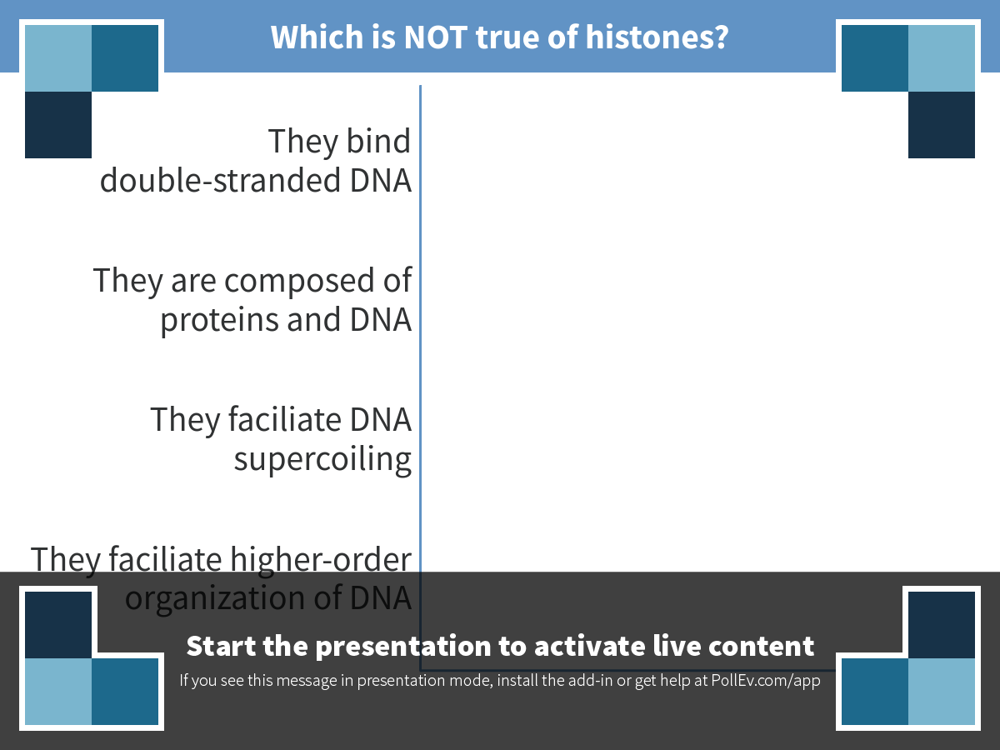 Which is NOT true of histones?
They bind
double-stranded DNA
They are composed of
proteins and DNA
They faciliate DNA
supercoiling
They faciliate higher-order
organization of DNA
Start the presentation to activate live content
If you see this message in presentation mode, install the add-in or get help at PollEv.com/app